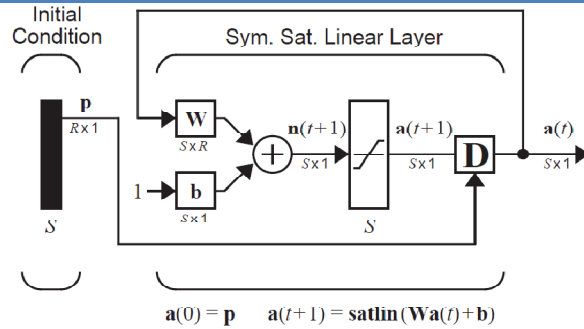 Initial
Condition
Sym. Sat. Linear Layer
p
R x 1
S
W
S x R
1
b
S x 1
n(t+1)
S x 1
S
a(t+1)
S x 1
D
a(t)
S x 1
a(0) = p a(t+1) = satlin(Wa(t)+b)